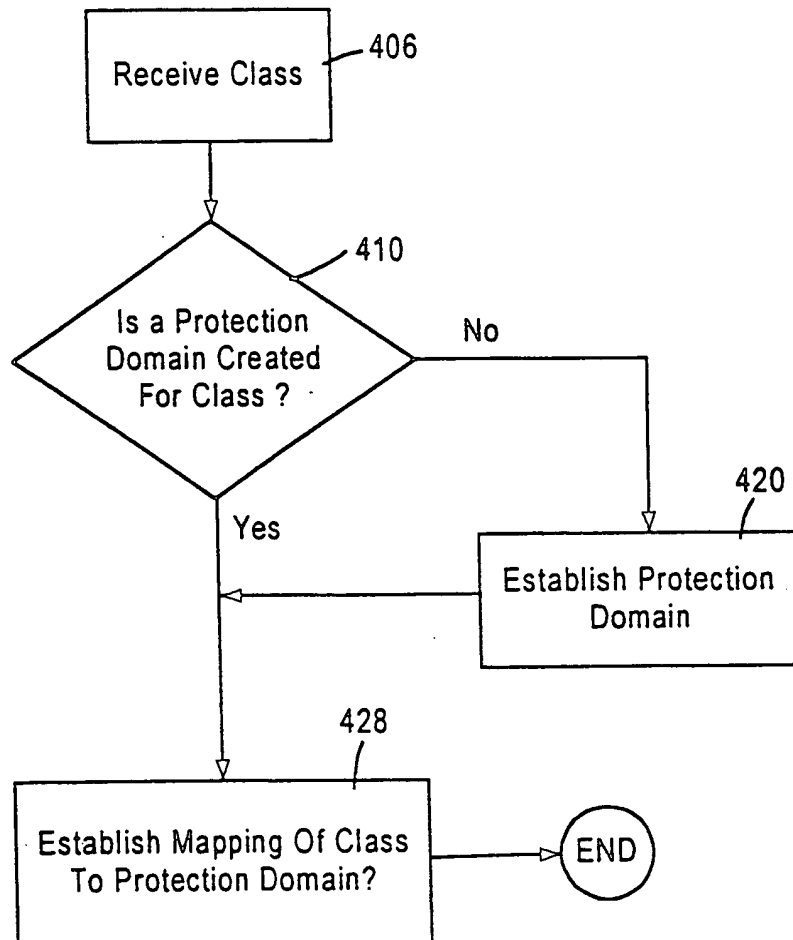 406
Receive Class
410
Is a Protection
Domain Created
For Class ?
No
Yes
420
Establish Protection
Domain
428
Establish Mapping Of Class
To Protection Domain?
END